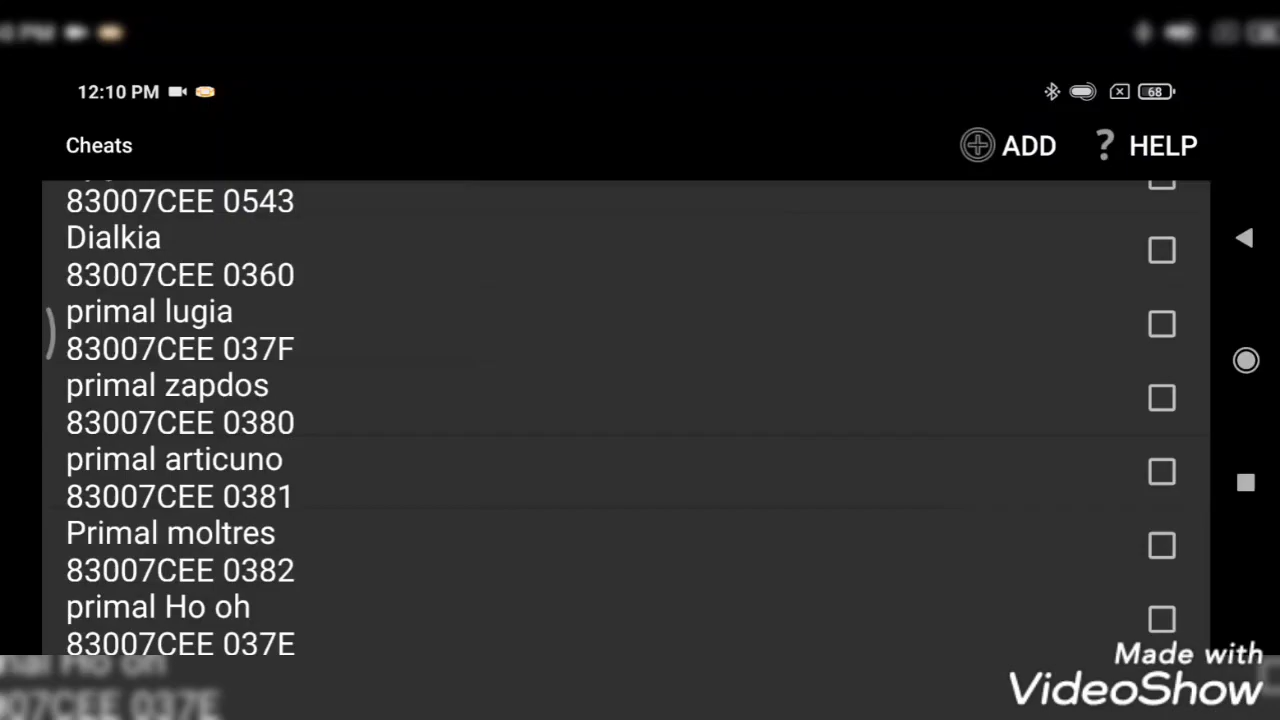 12:10 PM
68
Cheats
ADD
? HELP
83007CEE 0543
Dialkia
83007CEE 0360
primal lugia
83007CEE 037F
primal zapdos
83007CEE 0380
primal articuno
83007CEE 0381
Primal moltres
83007CEE 0382
primal Ho oh
83007CEE 037E
Made with
VideoShow